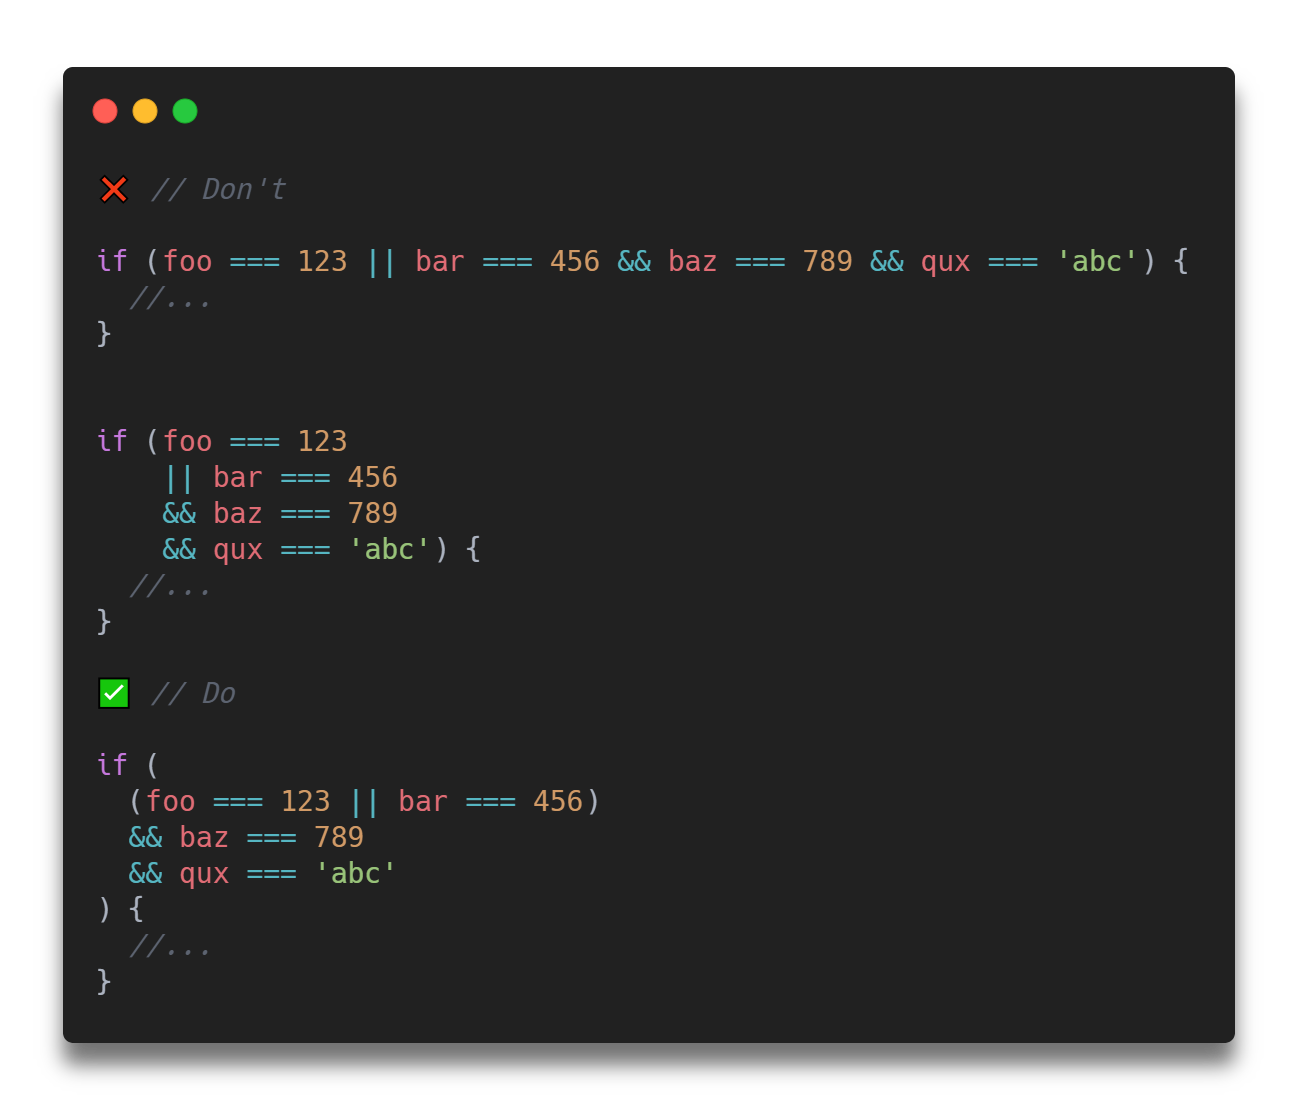 ❌ // Don't
if (foo === 123 || bar === 456 && baz === 789 && qux === 'abc') {
  //...
}
if (foo === 123
    || bar === 456
    && baz === 789
    && qux === 'abc') {
  //...
}
✅ // Do
if (
  (foo === 123 || bar === 456)
  && baz === 789
  && qux === 'abc'
) {
  //...
}